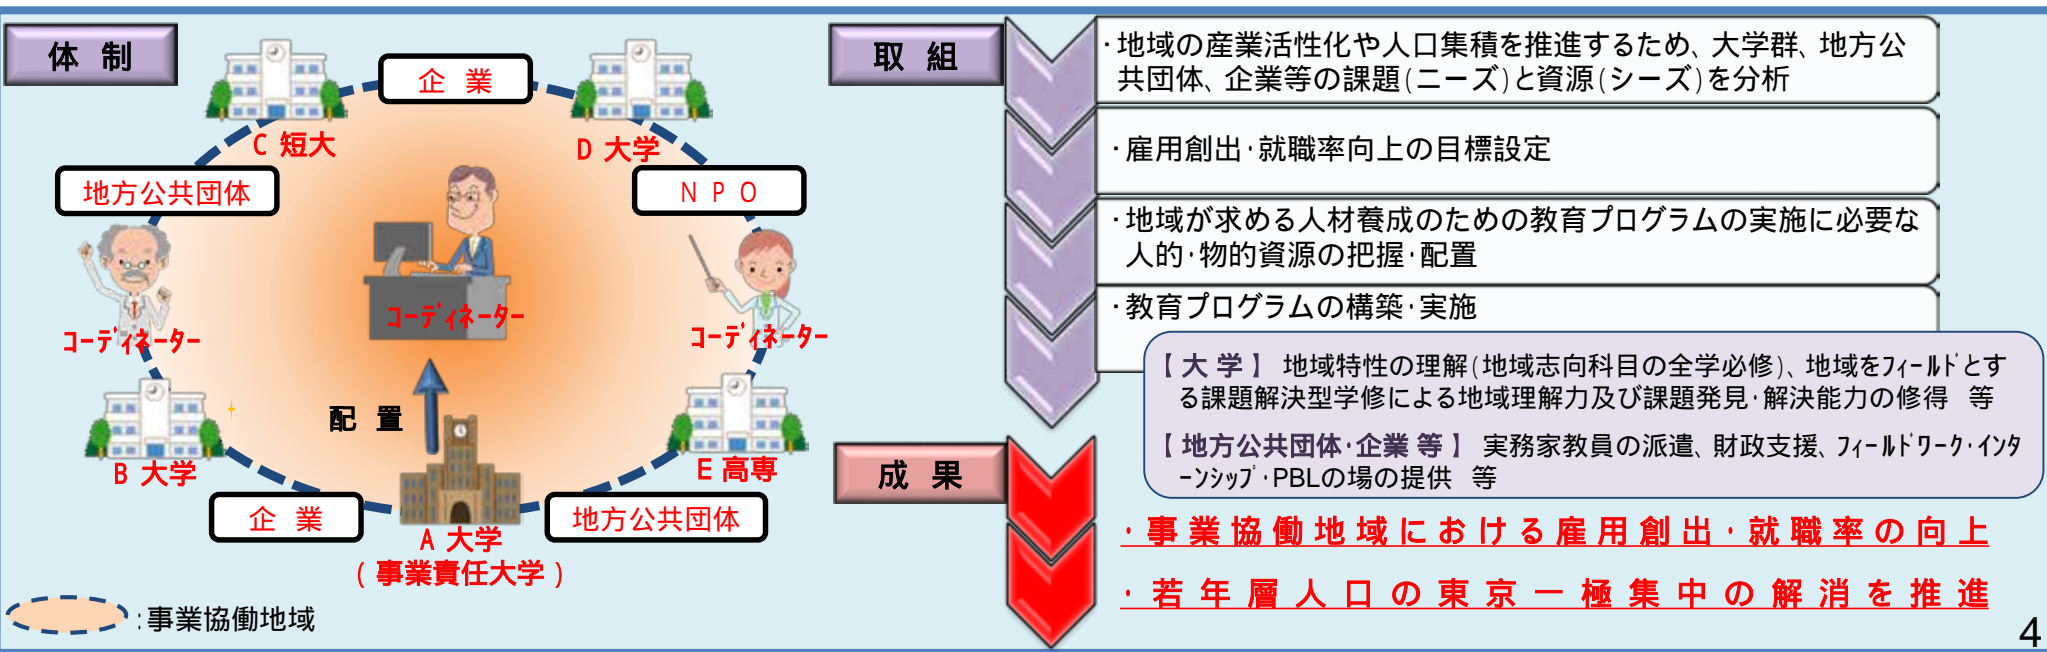 体 制
企 業
C 短大
D 大学
地方公共団体
N P O
コーディネーター
コーディネーター
コーディネーター
配 置
B 大学
E 高専
企 業
地方公共団体
A 大学
(事業責任大学)
:事業協働地域
取 組
･地域の産業活性化や人口集積を推進するため、大学群、地方公
共団体、企業等の課題(ニーズ)と資源(シーズ)を分析
･雇用創出･就職率向上の目標設定
･地域が求める人材養成のための教育プログラムの実施に必要な
人的･物的資源の把握･配置
･教育プログラムの構築･実施
【大学】 地域特性の理解(地域志向科目の全学必修)、地域をﾌｨｰﾙﾄﾞとす
る課題解決型学修による地域理解力及び課題発見･解決能力の修得 等
【地方公共団体･企業 等】 実務家教員の派遣、財政支援、ﾌｨｰﾙﾄﾞﾜｰｸ･ｲﾝﾀ
ｰﾝｼｯﾌﾟ･PBLの場の提供 等
成 果
･事業協働地域における雇用創出･就職率の向上
･若年層人口の東京一極集中の解消を推進
4